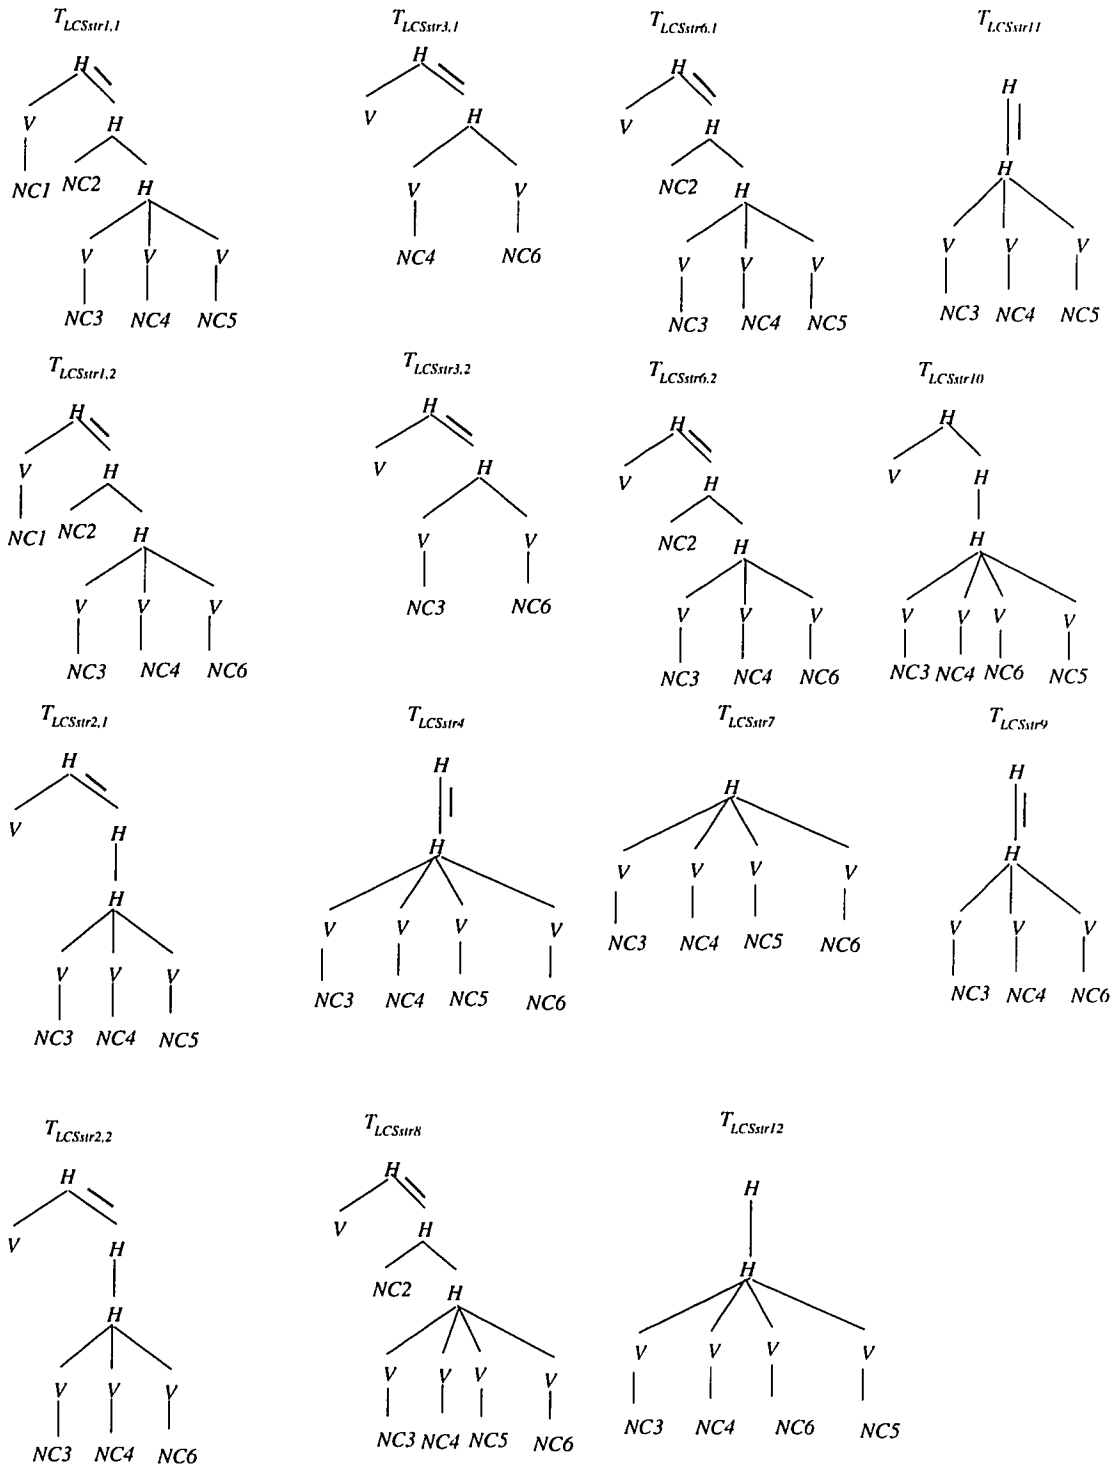 T_LCSstr1,1 T_LCSstr3,1 T_LCSstr6,1 T_LCSstr11
H H H H
V H V H V H H
NC1 NC2 H V V NC2 H V V V
V V V NC4 NC6 V V V NC3 NC4 NC5
NC3 NC4 NC5 NC3 NC4 NC5
T_LCSstr1,2 T_LCSstr3,2 T_LCSstr6,2 T_LCSstr10
H H H H
V H V H V H V H
NC1 NC2 H V V NC2 H H
V V V NC3 NC6 V V V V V V V
NC3 NC4 NC6 NC3 NC4 NC6 NC3 NC4 NC6 NC5
T_LCSstr2,1 T_LCSstr4 T_LCSstr7 T_LCSstr9
H H H H
V H H V V V V H
H V V V V NC3 NC4 NC5 NC6 V V V
V V V NC3 NC4 NC5 NC6 NC3 NC4 NC6
NC3 NC4 NC5
T_LCSstr2,2 T_LCSstr8 T_LCSstr12
H H H
V H V H H
H NC2 H V V V V
V V V V V V V NC3 NC4 NC6 NC5
NC3 NC4 NC6 NC3 NC4 NC5 NC6